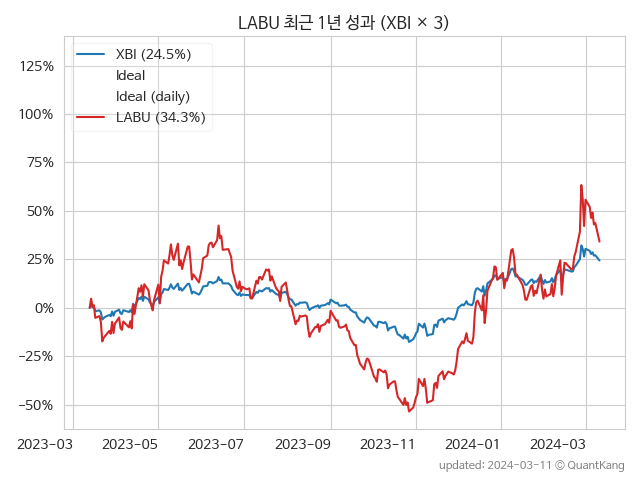 LABU 최근 1년 성과 (XBI × 3)
XBI (24.5%)
Ideal
Ideal (daily)
LABU (34.3%)
125%
100%
75%
50%
25%
0%
−25%
−50%
2023−03
2023−05
2023−07
2023−09
2023−11
2024−01
2024−03
updated: 2024−03−11 © QuantKang